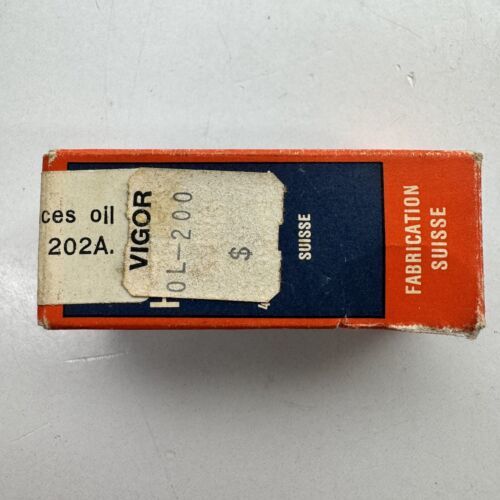 ces oil
202A.
VIGOR
OL-200
$
SUISSE
FABRICATION
SUISSE